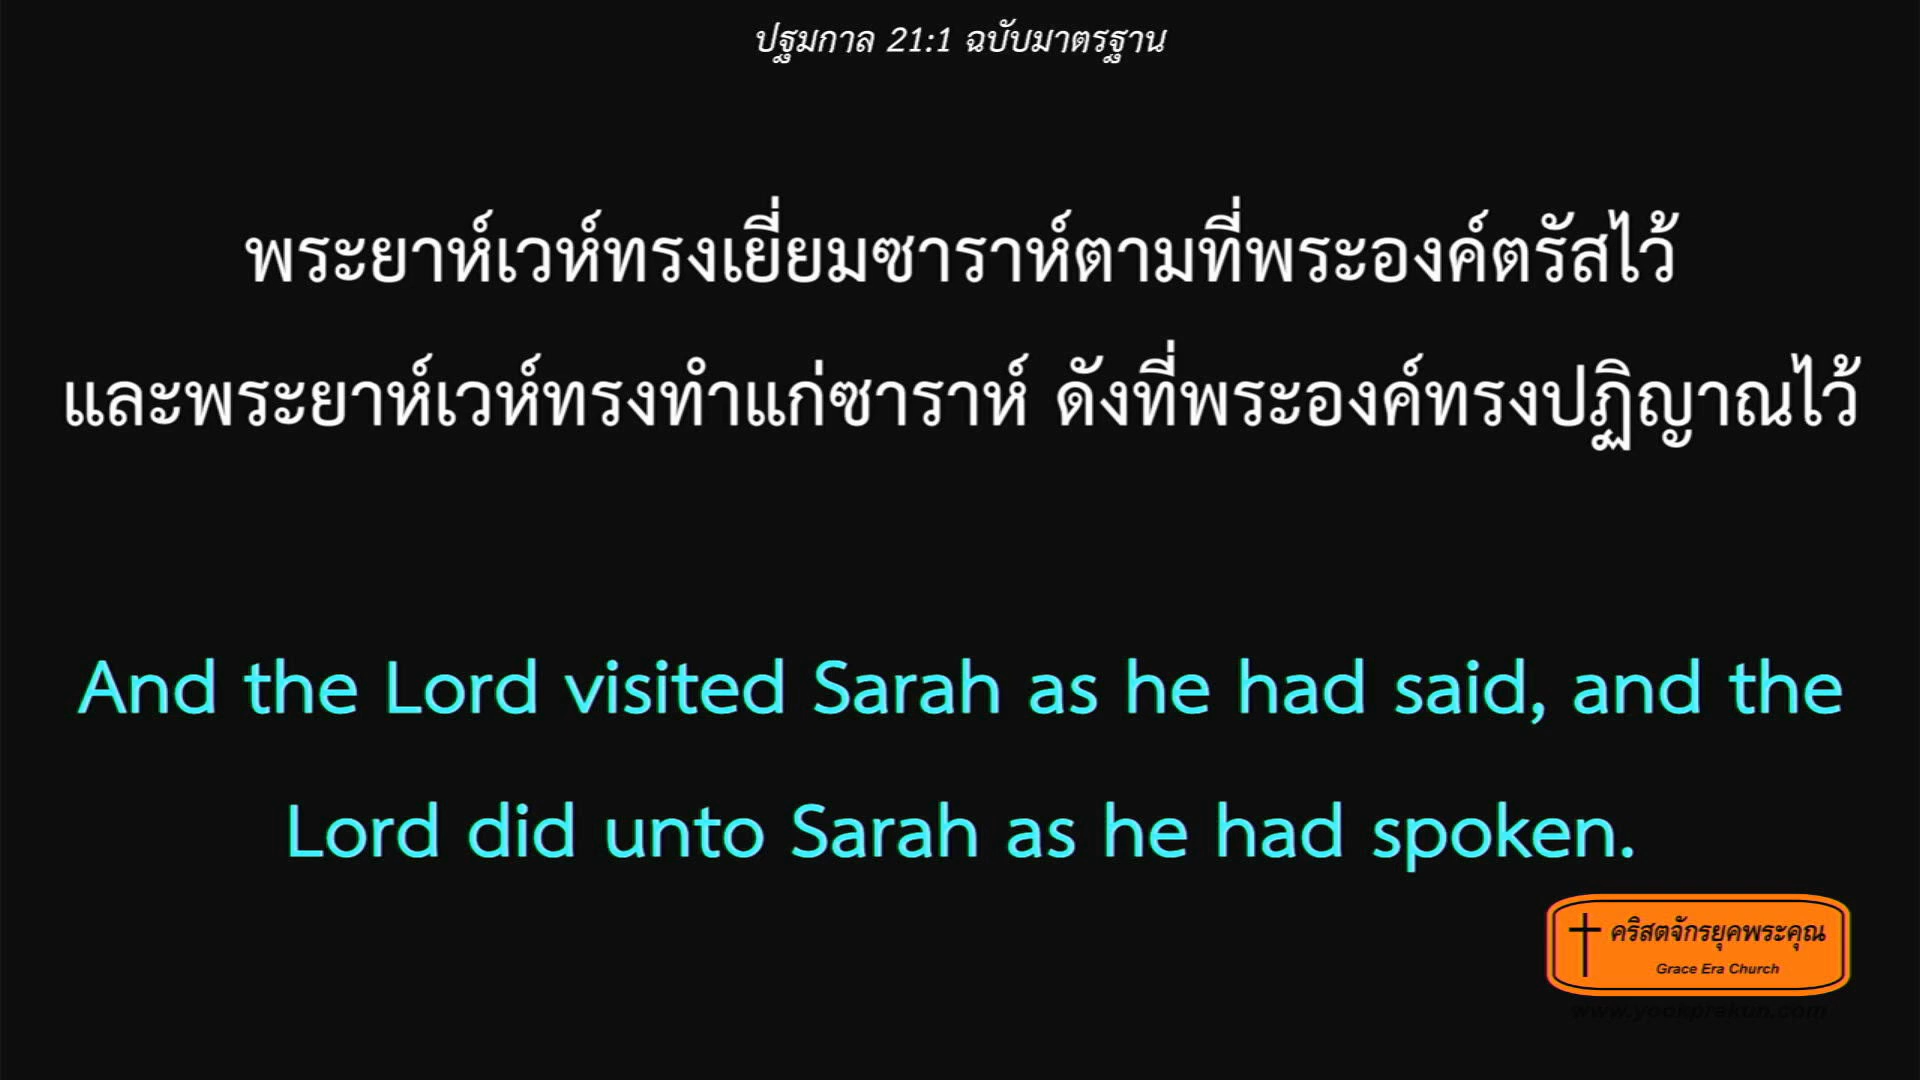 ปฐมกาล 21:1 ฉบับมาตรฐาน
พระยาห์เวห์ทรงเยี่ยมซาราห์ตามที่พระองค์ตรัสไว้
และพระยาห์เวห์ทรงทำแก่ซาราห์ ดังที่พระองค์ทรงปฏิญาณไว้
And the Lord visited Sarah as he had said, and the
Lord did unto Sarah as he had spoken.
คริสตจักรยุคพระคุณ
Grace Era Church
www.yookprakun.com